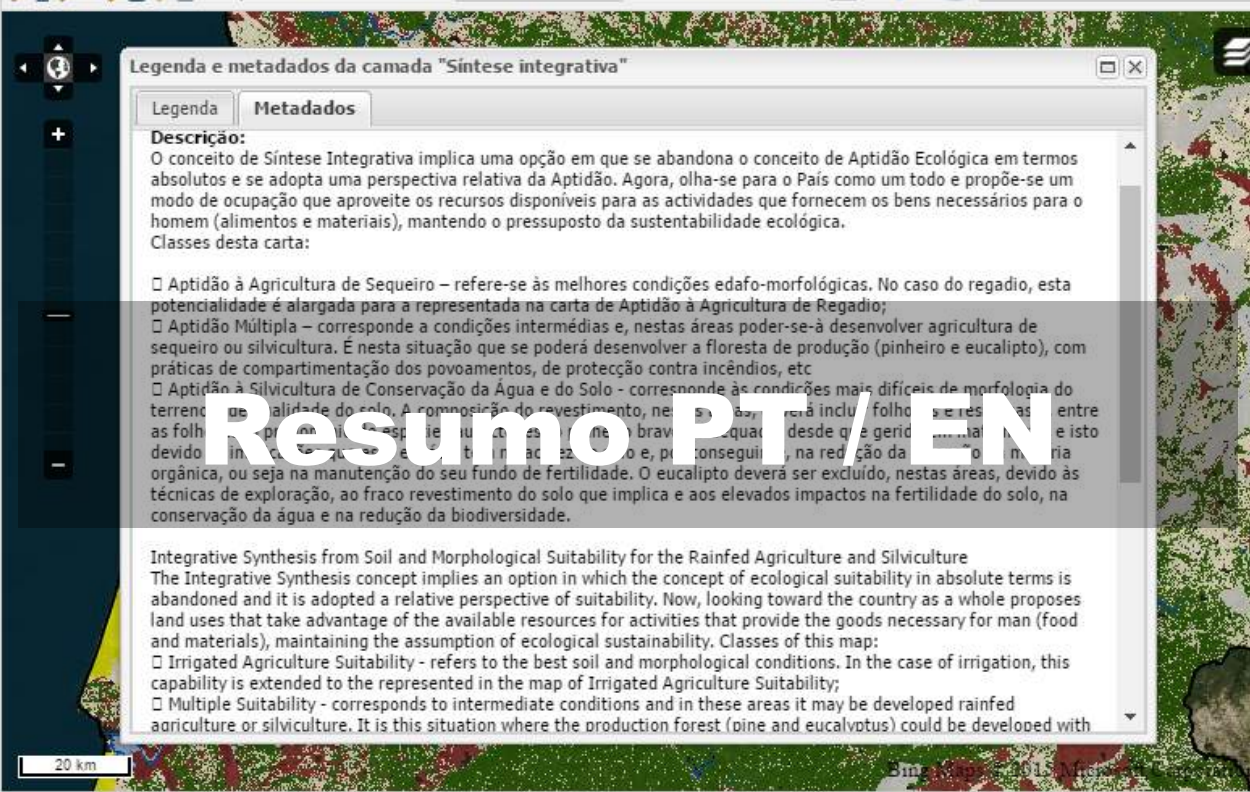 Legenda e metadados da camada "Síntese integrativa"
Legenda
Metadados
Descrição:
O conceito de Síntese Integrativa implica uma opção em que se abandona o conceito de Aptidão Ecológica em termos
absolutos e se adopta uma perspectiva relativa da Aptidão. Agora, olha-se para o País como um todo e propõe-se um
modo de ocupação que aproveite os recursos disponíveis para as actividades que fornecem os bens necessários para o
homem (alimentos e materiais), mantendo o pressuposto da sustentabilidade ecológica.
Classes desta carta:
□ Aptidão à Agricultura de Sequeiro – refere-se às melhores condições edafo-morfológicas. No caso do regadio, esta
potencialidade é alargada para a representada na carta de Aptidão à Agricultura de Regadio;
□ Aptidão Múltipla – corresponde a condições intermédias e, nestas áreas poder-se-à desenvolver agricultura de
sequeiro ou silvicultura. É nesta situação que se poderá desenvolver a floresta de produção (pinheiro e eucalipto), com
práticas de compartimentação dos povoamentos, de protecção contra incêndios, etc
□ Aptidão à Silvicultura de Conservação da Água e do Solo - corresponde às condições mais difíceis de morfologia do
do solo. A composição do revestimento, entre
as e isto
devido
orgânica, ou seja na manutenção do seu fundo de fertilidade. O eucalipto deverá ser excluído, nestas áreas, devido às
técnicas de exploração, ao fraco revestimento do solo que implica e aos elevados impactos na fertilidade do solo, na
conservação da água e na redução da biodiversidade.
Resumo PT / EN
Integrative Synthesis from Soil and Morphological Suitability for the Rainfed Agriculture and Silviculture
The Integrative Synthesis concept implies an option in which the concept of ecological suitability in absolute terms is
abandoned and it is adopted a relative perspective of suitability. Now, looking toward the country as a whole proposes
land uses that take advantage of the available resources for activities that provide the goods necessary for man (food
and materials), maintaining the assumption of ecological sustainability. Classes of this map:
□ Irrigated Agriculture Suitability - refers to the best soil and morphological conditions. In the case of irrigation, this
capability is extended to the represented in the map of Irrigated Agriculture Suitability;
□ Multiple Suitability - corresponds to intermediate conditions and in these areas it may be developed rainfed
agriculture or silviculture. It is this situation where the production forest (pine and eucalyptus) could be developed with
20 km
Bing Maps